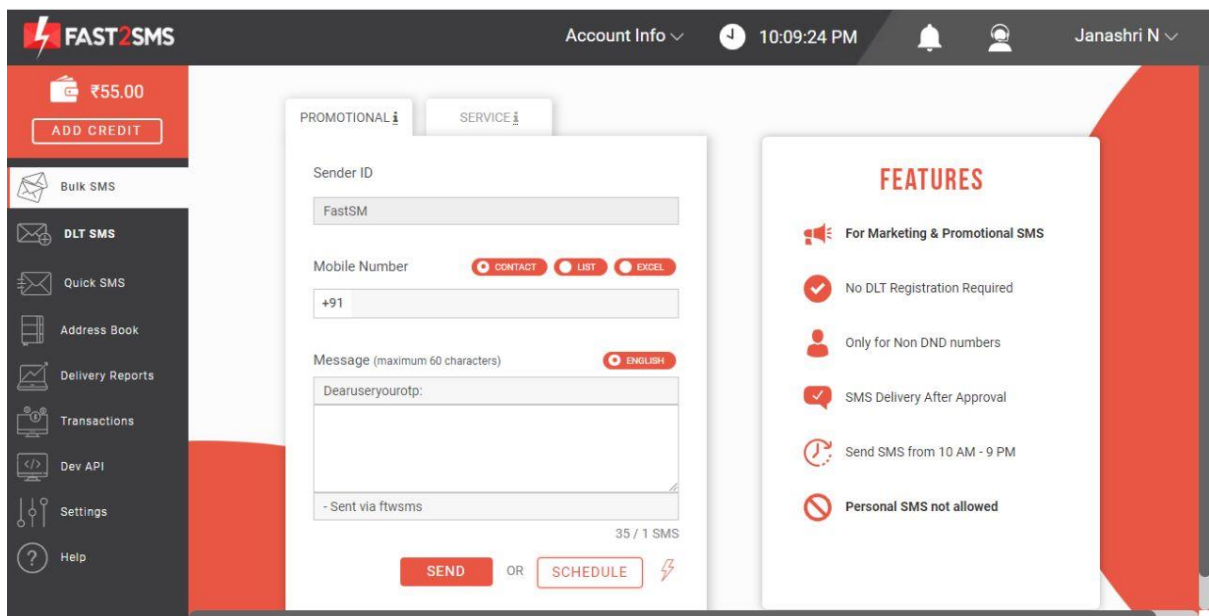 FAST2SMS
Account Info
10:09:24 PM
Janashri N
₹55.00
ADD CREDIT
Bulk SMS
DLT SMS
Quick SMS
Address Book
Delivery Reports
Transactions
Dev API
Settings
Help
PROMOTIONAL i
SERVICE i
Sender ID
FastSM
Mobile Number
CONTACT
LIST
EXCEL
+91
Message (maximum 60 characters)
ENGLISH
Dearuseryourotp:
- Sent via ftwsms
35 / 1 SMS
SEND
OR
SCHEDULE
FEATURES
For Marketing & Promotional SMS
No DLT Registration Required
Only for Non DND numbers
SMS Delivery After Approval
Send SMS from 10 AM - 9 PM
Personal SMS not allowed